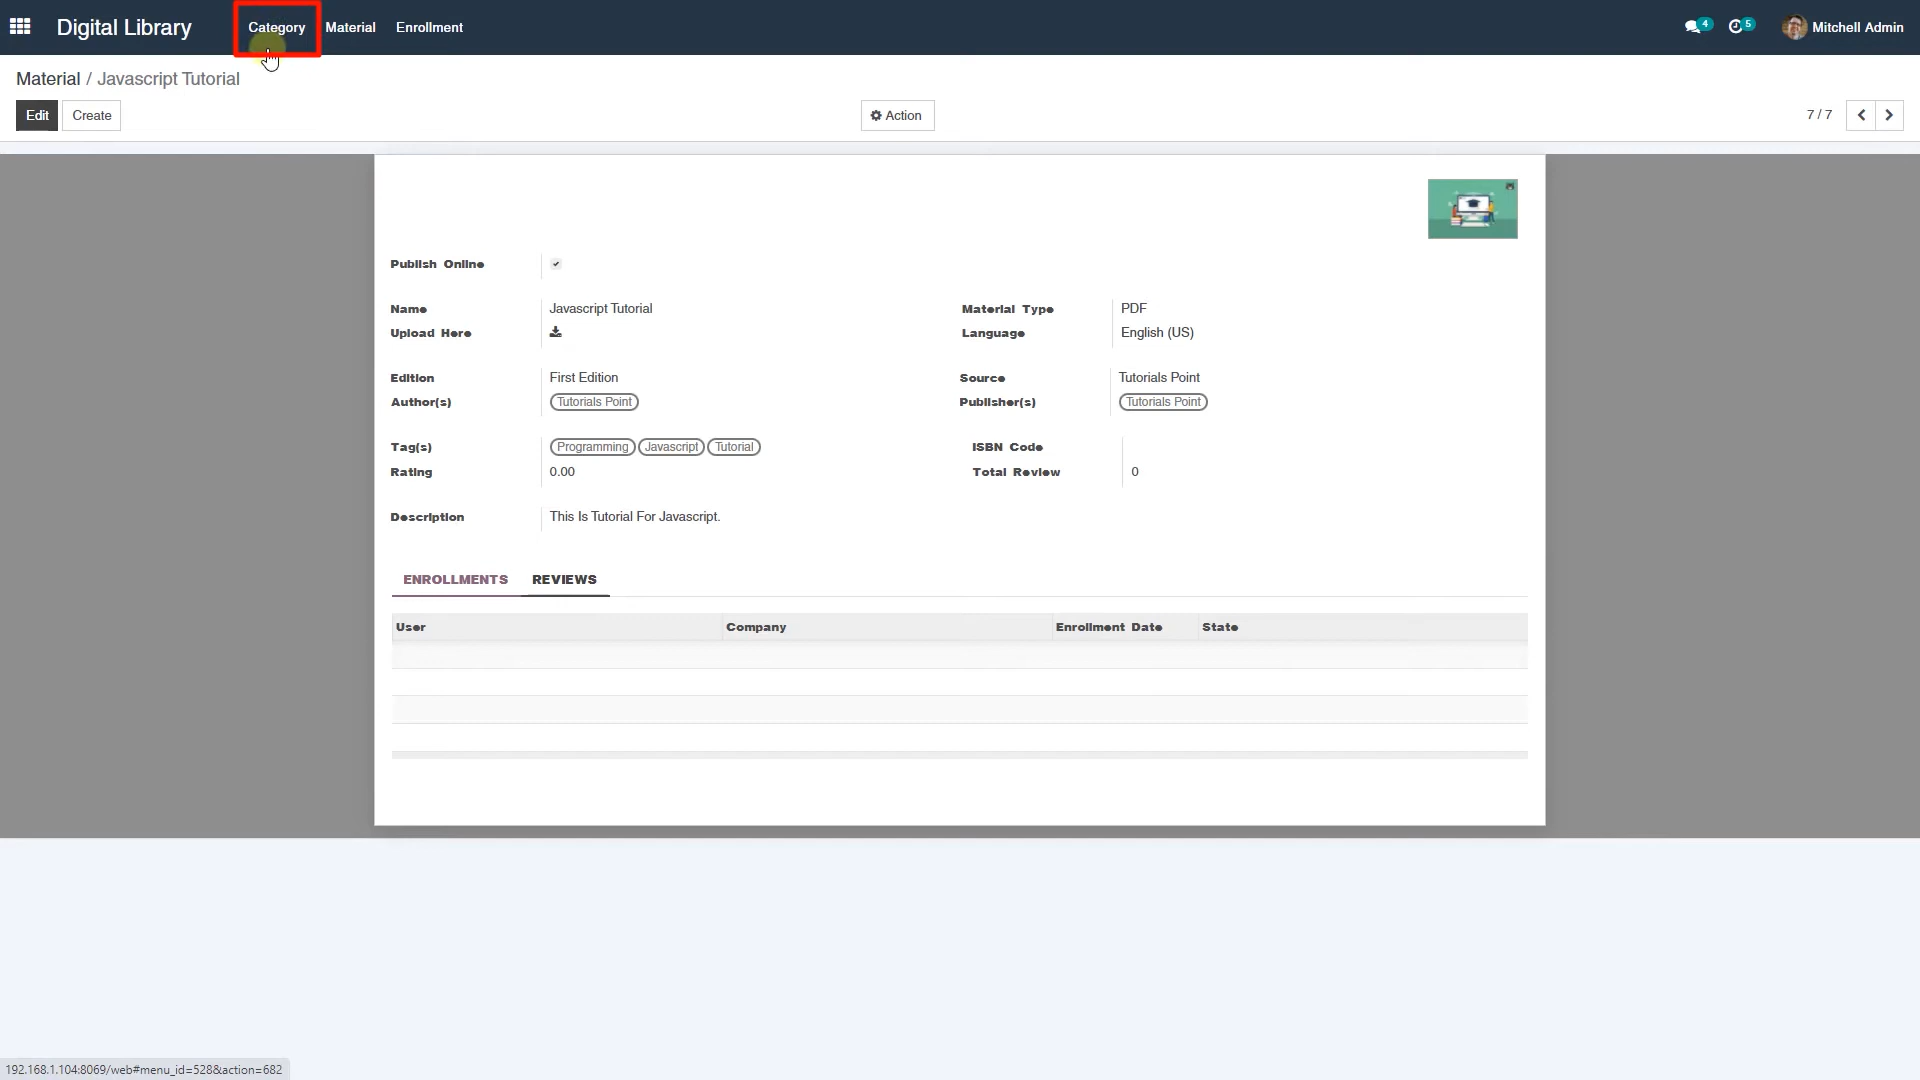 Digital Library Category Material Enrollment 4 5 Mitchell Admin
Material / Javascript Tutorial
Edit Create Action 7 / 7
Publish Online
Name Javascript Tutorial Material Type PDF
Upload Here Language English (US)
Edition First Edition Source Tutorials Point
Author(s) Tutorials Point Publisher(s) Tutorials Point
Tag(s) Programming Javascript Tutorial ISBN Code
Rating 0.00 Total Review 0
Description This Is Tutorial For Javascript.
ENROLLMENTS REVIEWS
User Company Enrollment Date State
192.168.1.104:8069/web#menu_id=528&action=682